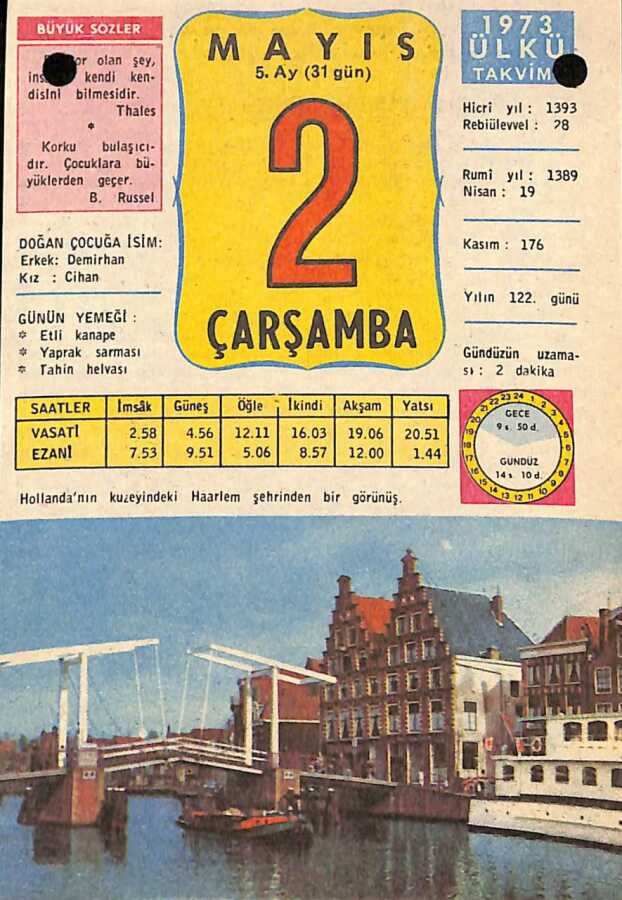 BÜYÜK SÖZLER
or olan şey,
kendi ken-
disini bilmesidir.
Thales
Korku bulaşıcı-
dır. Çocuklara bü-
yüklerden geçer.
B. Russel
DOĞAN ÇOCUĞA İSİM:
Erkek: Demirhan
Kız : Cihan
GÜNÜN YEMEĞİ :
Etli kanape
Yaprak sarması
Tahin helvası
MAYIS
5. Ay (31 gün)
2
ÇARŞAMBA
1973
ÜLKÜ
TAKVİM
Hicri yıl : 1393
Rebiülevvel : 28
Rumî yıl : 1389
Nisan : 19
Kasım : 176
Yılın 122. günü
Gündüzün uzama-
sı : 2 dakika
SAATLER İmsâk Güneş Öğle İkindi Akşam Yatsı
VASATİ 2.58 4.56 12.11 16.03 19.06 20.51
EZANİ 7.53 9.51 5.06 8.57 12.00 1.44
GECE
9 s. 50 d.
GÜNDÜZ
14 s. 10 d.
Hollanda'nın kuzeyindeki Haarlem şehrinden bir görünüş.